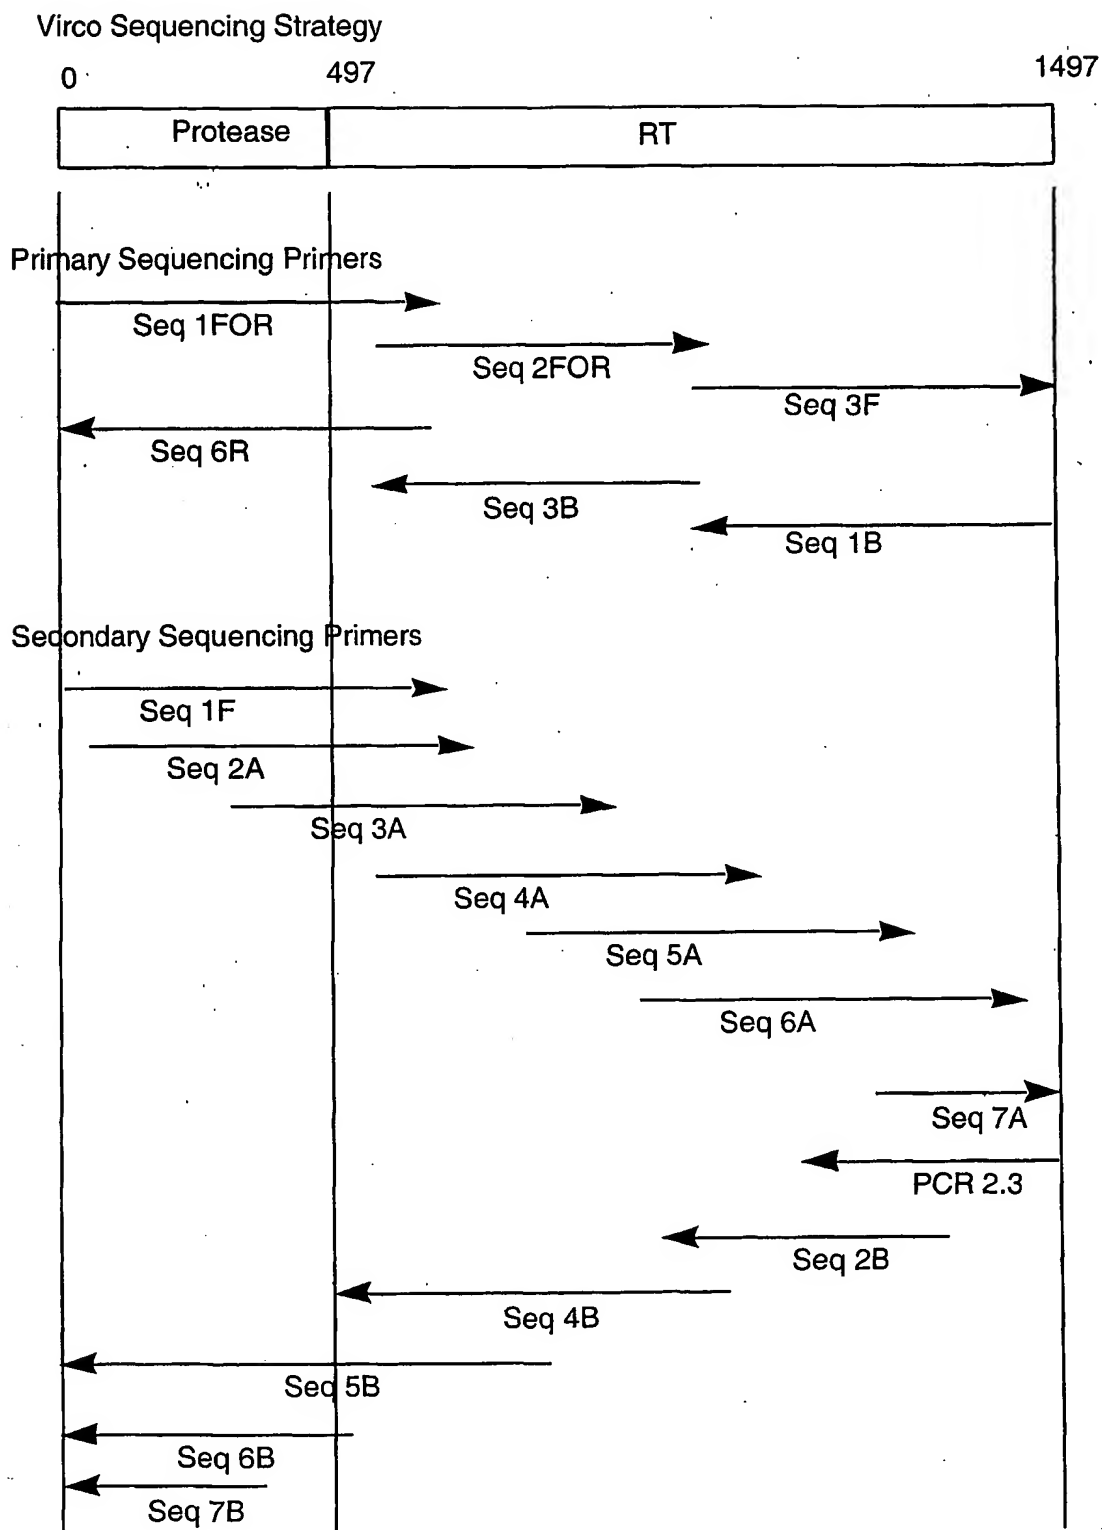 Virco Sequencing Strategy
0 497 1497
Protease RT
Primary Sequencing Primers
Seq 1FOR
Seq 2FOR
Seq 3F
Seq 6R
Seq 3B
Seq 1B
Secondary Sequencing Primers
Seq 1F
Seq 2A
Seq 3A
Seq 4A
Seq 5A
Seq 6A
Seq 7A
PCR 2.3
Seq 2B
Seq 4B
Seq 5B
Seq 6B
Seq 7B